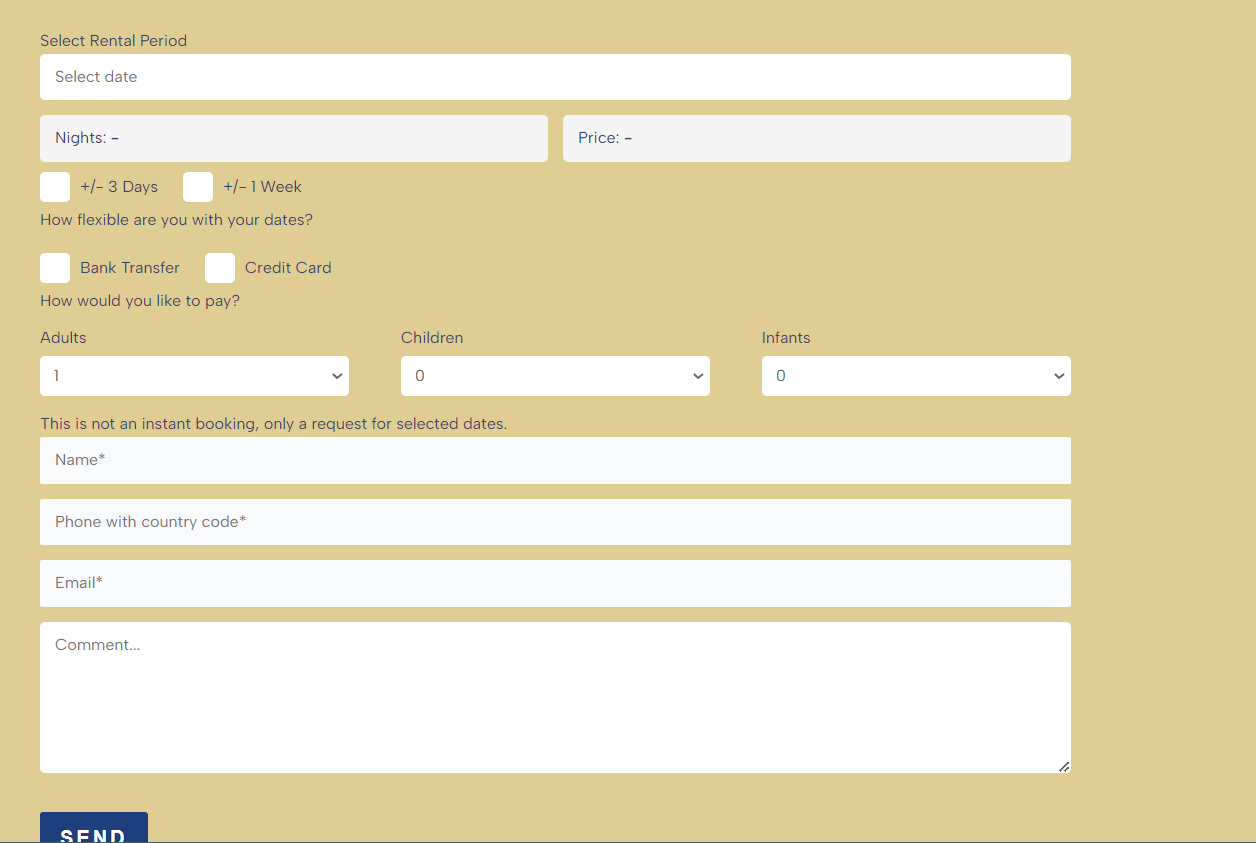 Select Rental Period
Select date
Nights: – Price: –
+/- 3 Days +/- 1 Week
How flexible are you with your dates?
Bank Transfer Credit Card
How would you like to pay?
Adults Children Infants
1 0 0
This is not an instant booking, only a request for selected dates.
Name*
Phone with country code*
Email*
Comment...
SEND